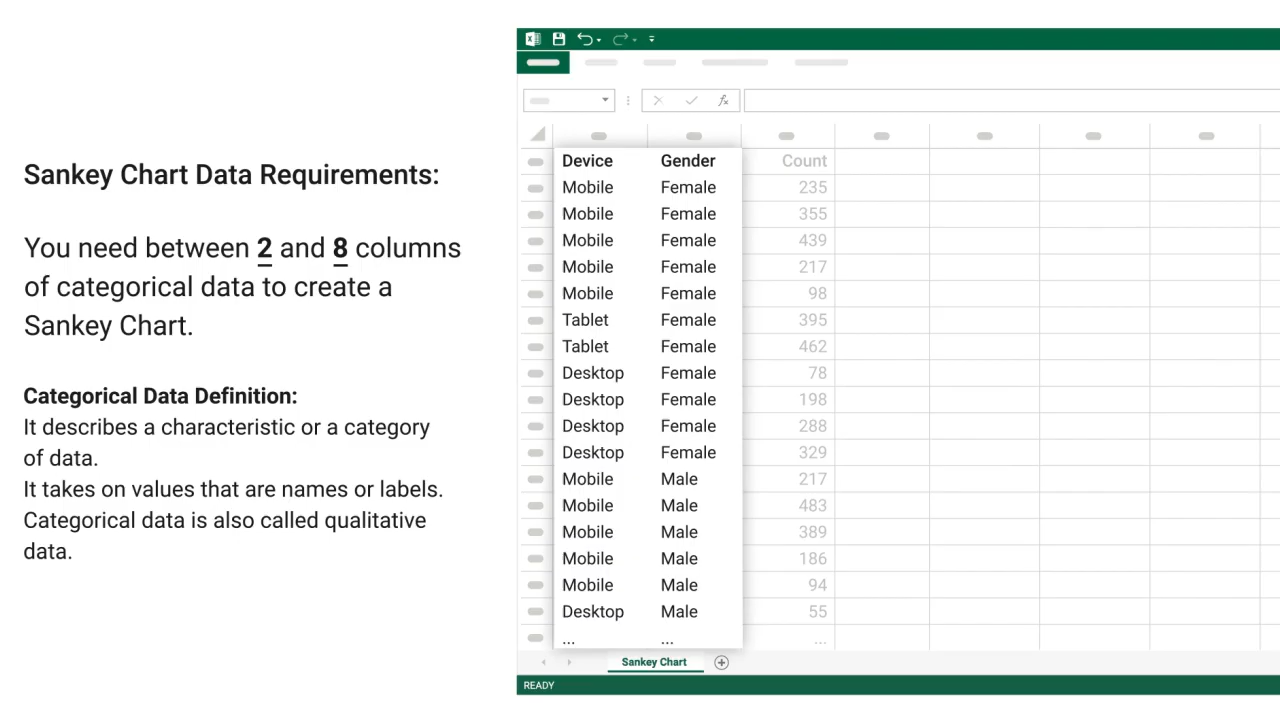 Sankey Chart Data Requirements:
You need between 2 and 8 columns
of categorical data to create a
Sankey Chart.
Categorical Data Definition:
It describes a characteristic or a category
of data.
It takes on values that are names or labels.
Categorical data is also called qualitative
data.
fx
Device Gender Count
Mobile Female 235
Mobile Female 355
Mobile Female 439
Mobile Female 217
Mobile Female 98
Tablet Female 395
Tablet Female 462
Desktop Female 78
Desktop Female 198
Desktop Female 288
Desktop Female 329
Mobile Male 217
Mobile Male 483
Mobile Male 389
Mobile Male 186
Mobile Male 94
Desktop Male 55
... ... ...
Sankey Chart
READY